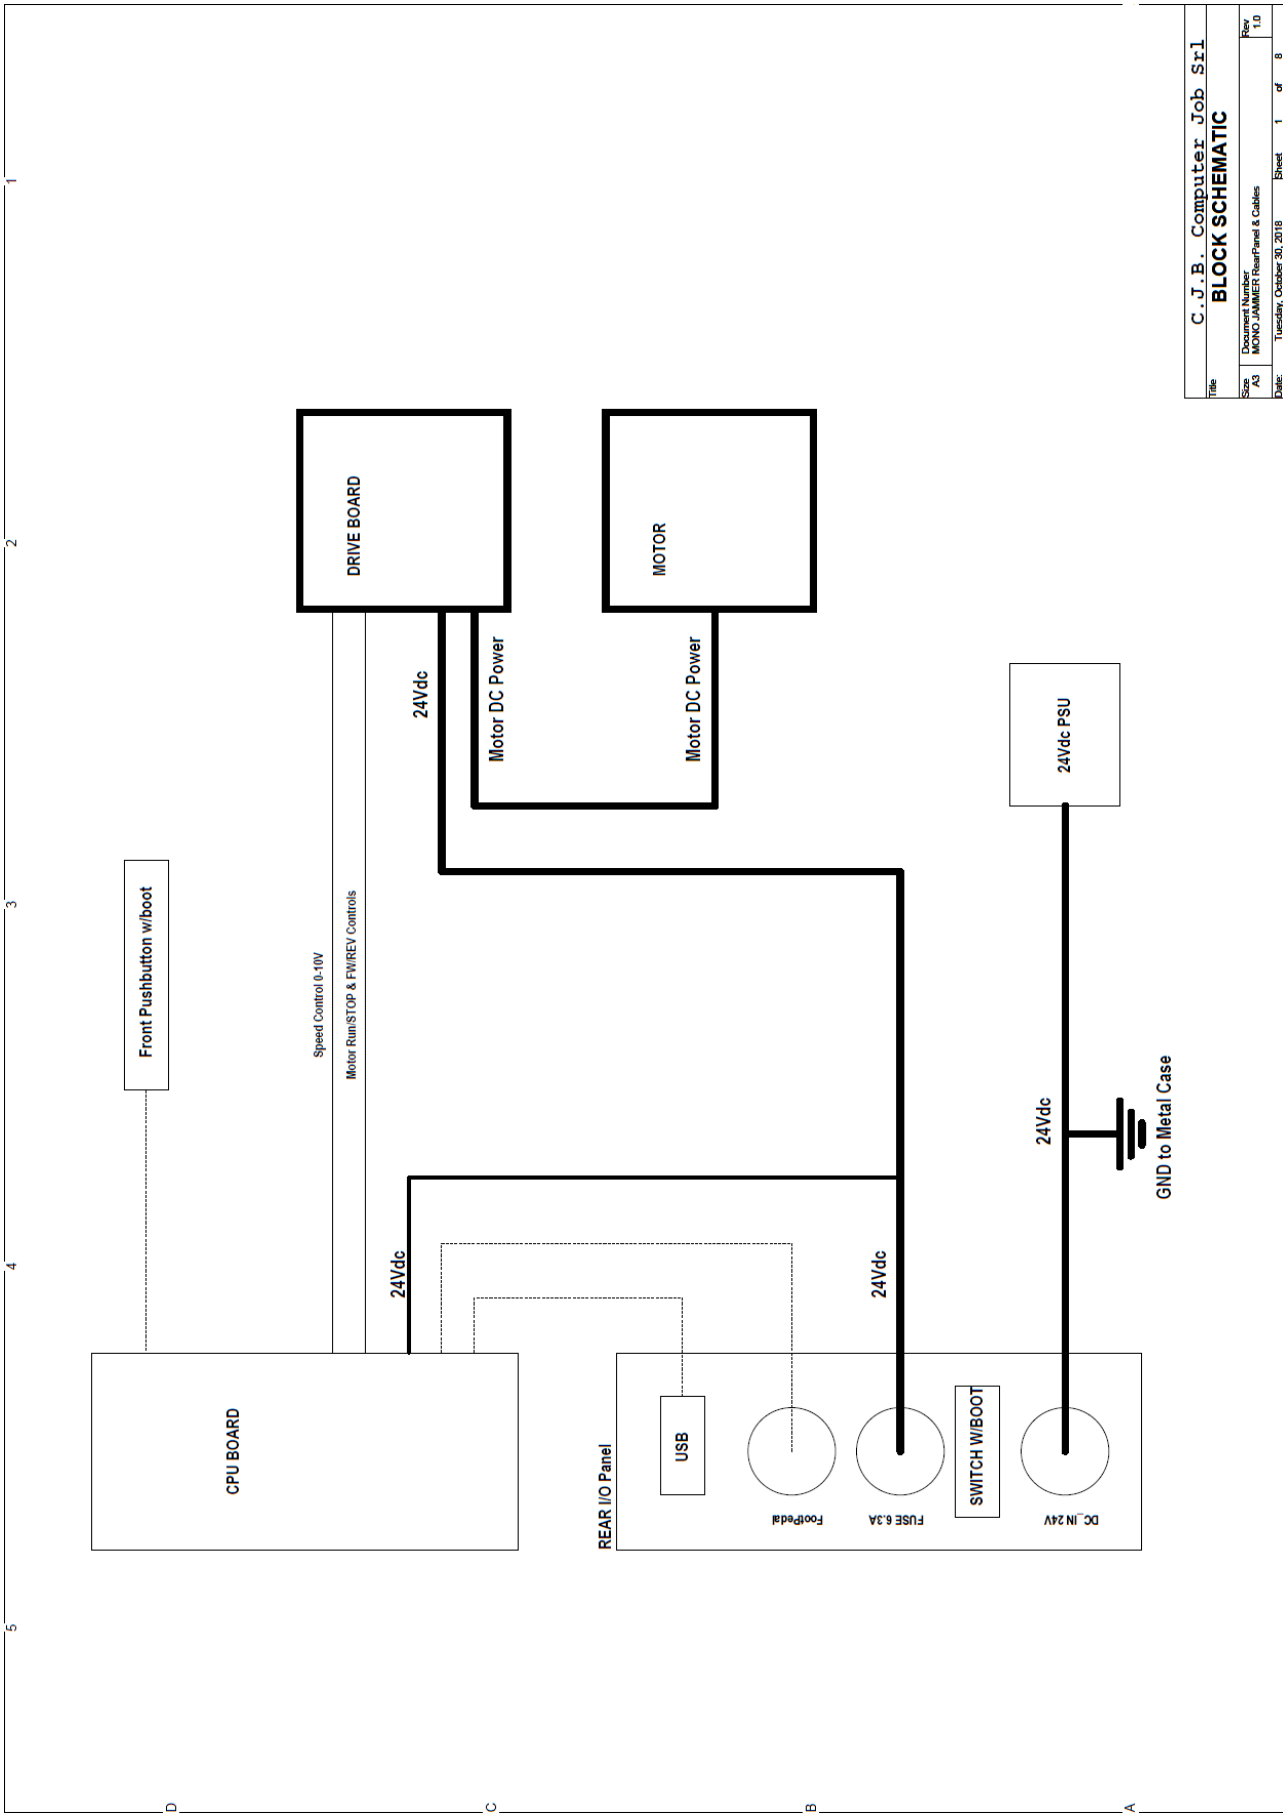 5
4
3
2
1
D
C
B
A
Front Pushbutton w/boot
CPU BOARD
Speed Control 0-10V
Motor Run/STOP & FW/REV Controls
DRIVE BOARD
24Vdc
24Vdc
Motor DC Power
REAR I/O Panel
USB
Motor DC Power
MOTOR
FootPedal
24Vdc
FUSE 6.3A
SWITCH W/BOOT
24Vdc
24Vdc PSU
DC_IN 24V
GND to Metal Case
C.J.B. Computer Job Srl
Title
BLOCK SCHEMATIC
Size Document Number Rev
A3 MONO JAMMER RearPanel & Cables 1.0
Date: Tuesday, October 30, 2018 Sheet 1 of 8